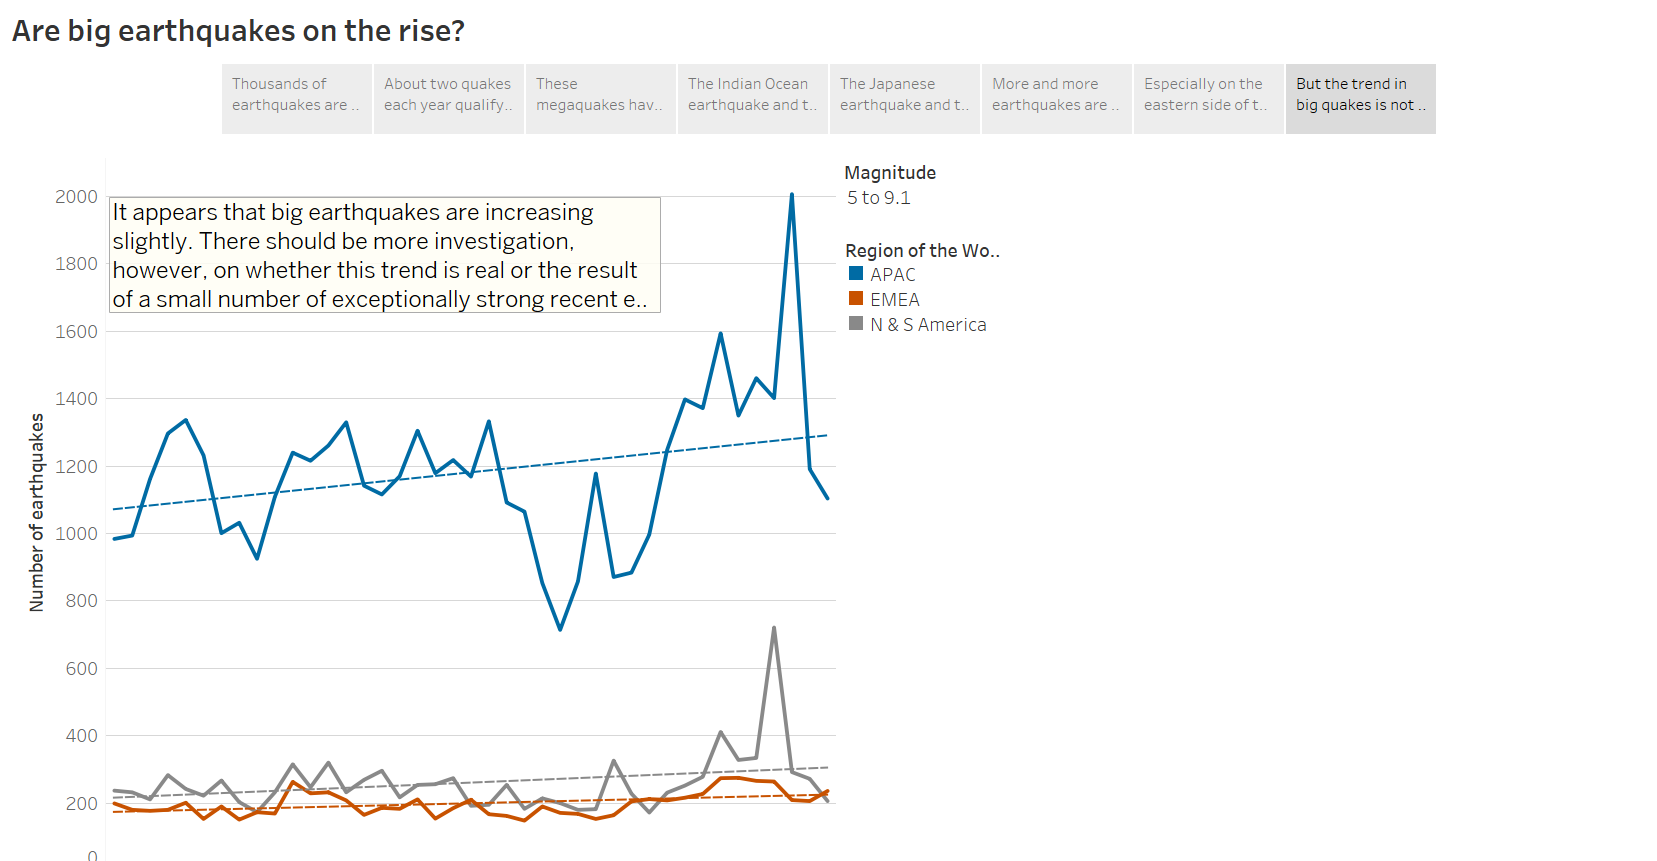 Are big earthquakes on the rise?
Thousands of
earthquakes are ..
About two quakes
each year qualify..
These
megaquakes hav..
The Indian Ocean
earthquake and t..
The Japanese
earthquake and t..
More and more
earthquakes are ..
Especially on the
eastern side of t..
But the trend in
big quakes is not ..
It appears that big earthquakes are increasing
slightly. There should be more investigation,
however, on whether this trend is real or the result
of a small number of exceptionally strong recent e..
Number of earthquakes
2000
1800
1600
1400
1200
1000
800
600
400
200
0
Magnitude
5 to 9.1
Region of the Wo..
APAC
EMEA
N & S America